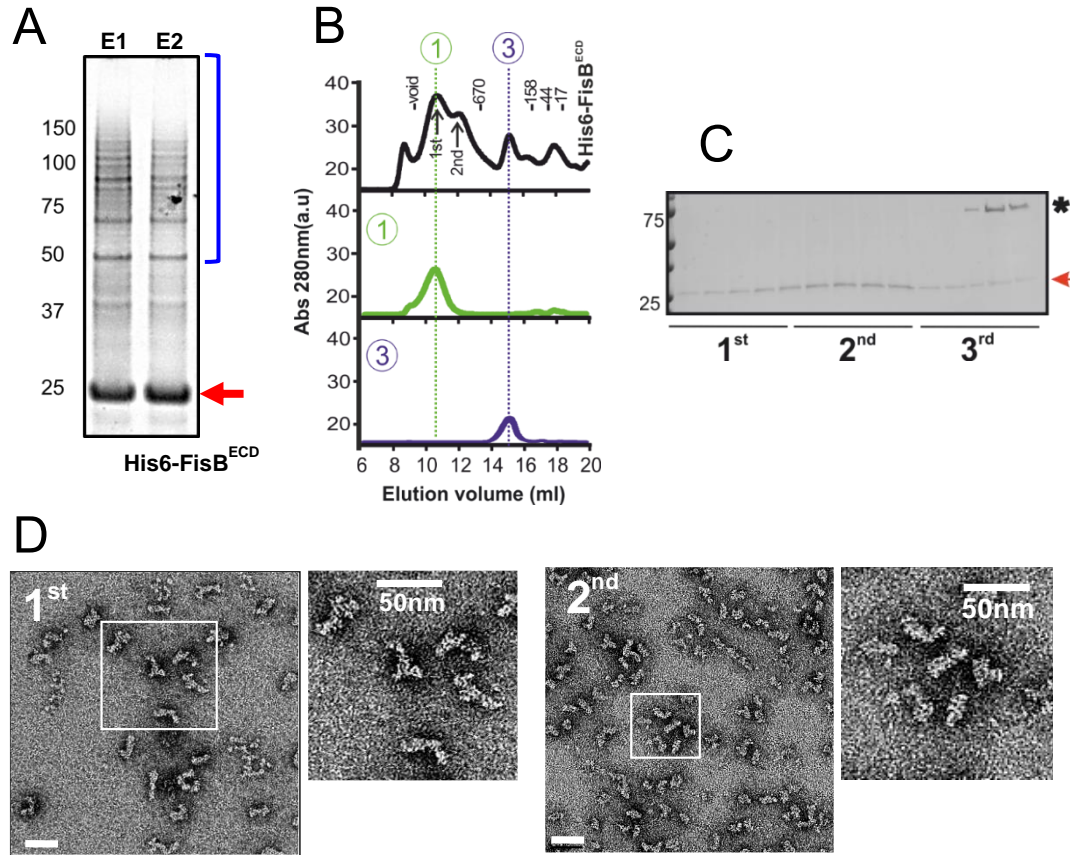 A
E1 E2
150
100
75
50
37
25
His6-FisB^ECD
B
1 3
40
30
20
-void
1st
2nd
-670
-158
-44
-17
His6-FisB^ECD
Abs 280nm(a.u)
1
40
30
20
3
40
30
20
6 8 10 12 14 16 18 20
Elution volume (ml)
C
75
*
25
1st 2nd 3rd
D
1st
50nm
2nd
50nm